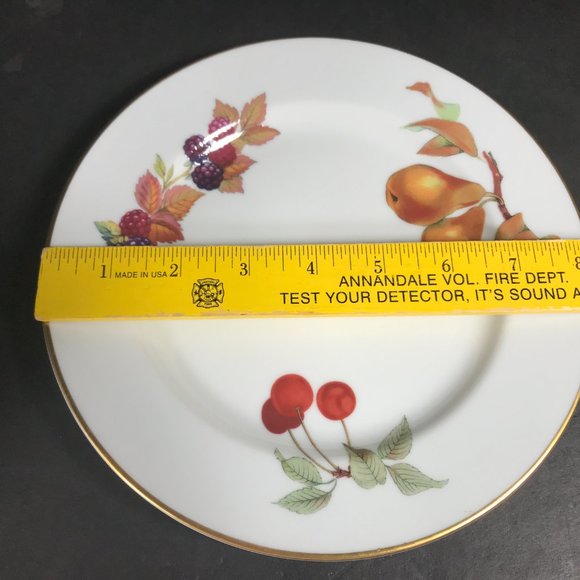 1 MADE IN USA 2 3 4 5 6 7 8
ANNANDALE VOL. FIRE DEPT.
TEST YOUR DETECTOR, IT'S SOUND A